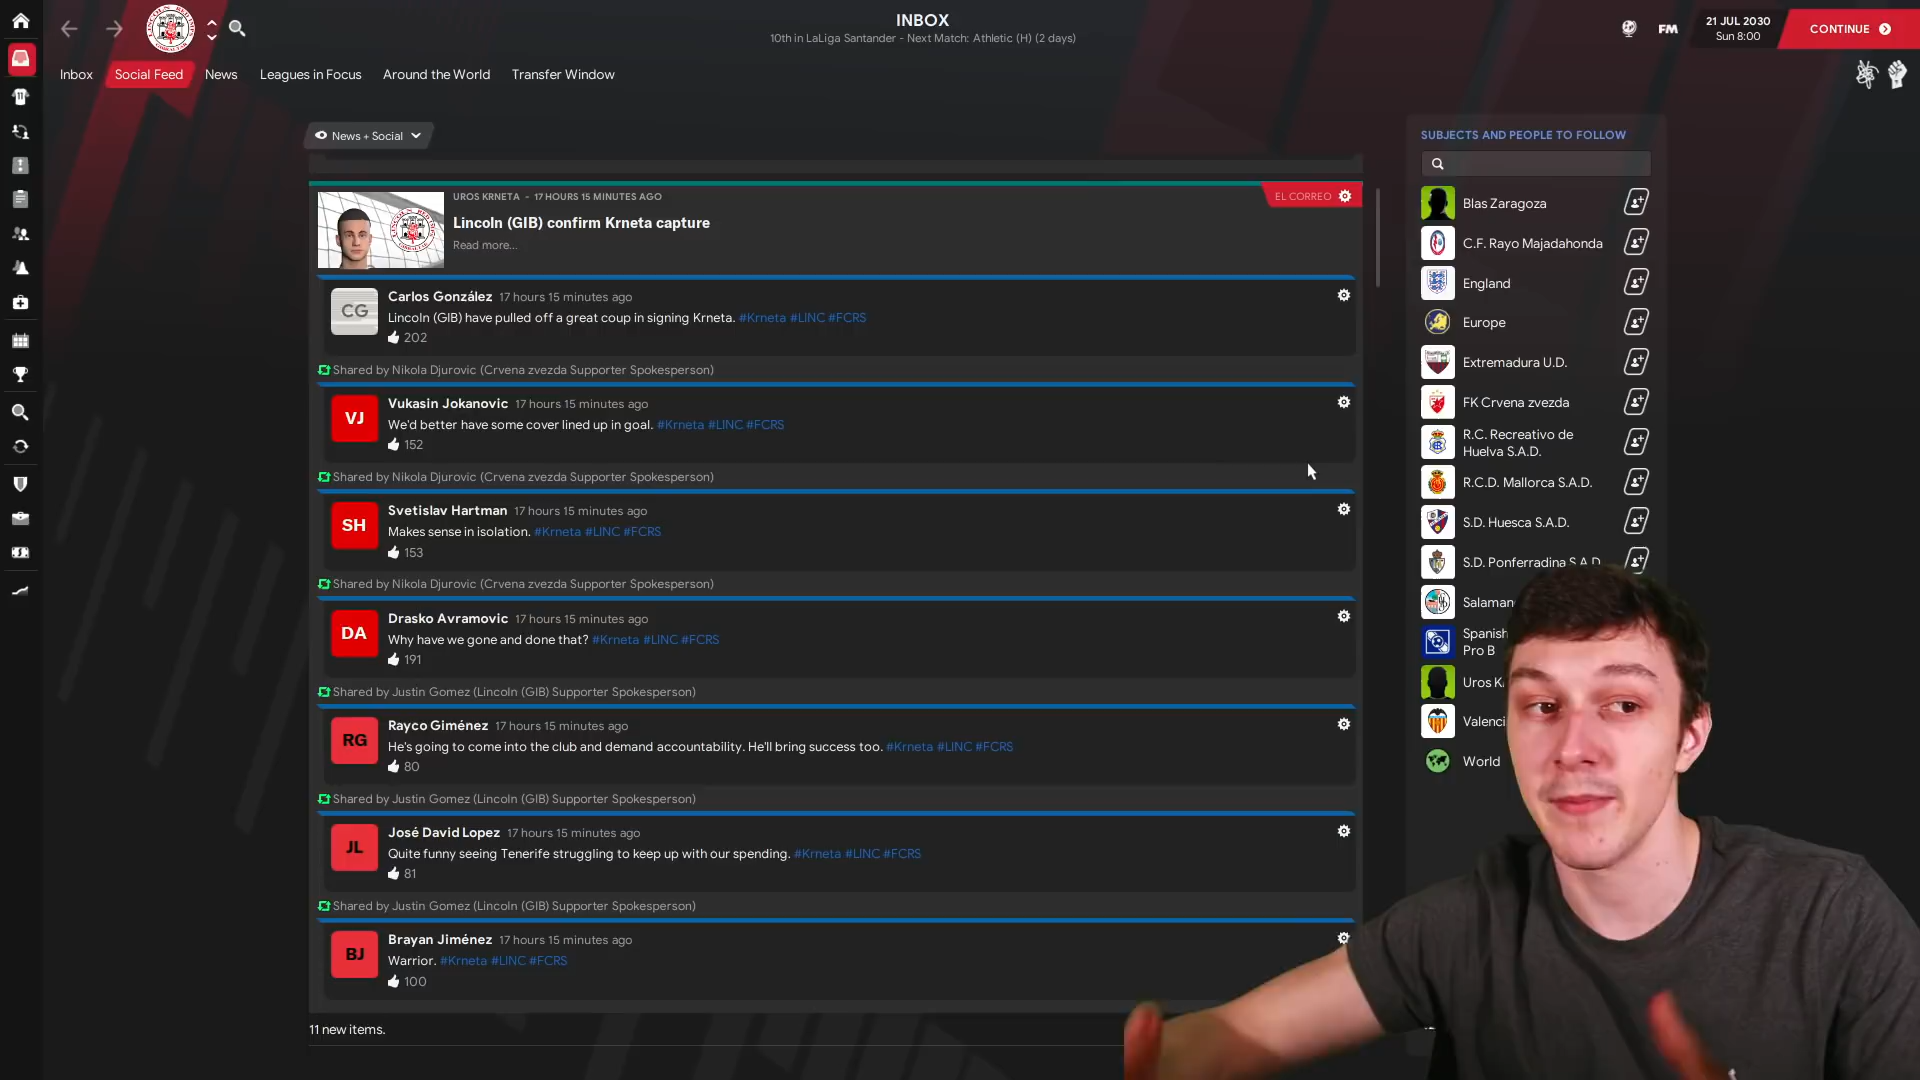 INBOX
10th in LaLiga Santander - Next Match: Athletic (H) (2 days)
FM
21 JUL 2030
Sun 8:00
CONTINUE
Inbox
Social Feed
News
Leagues in Focus
Around the World
Transfer Window
News + Social
UROS KRNETA - 17 HOURS 15 MINUTES AGO
EL CORREO
Lincoln (GIB) confirm Krneta capture
Read more...
CG
Carlos González 17 hours 15 minutes ago
Lincoln (GIB) have pulled off a great coup in signing Krneta. #Krneta #LINC #FCRS
202
Shared by Nikola Djurovic (Crvena zvezda Supporter Spokesperson)
VJ
Vukasin Jokanovic 17 hours 15 minutes ago
We'd better have some cover lined up in goal. #Krneta #LINC #FCRS
152
Shared by Nikola Djurovic (Crvena zvezda Supporter Spokesperson)
SH
Svetislav Hartman 17 hours 15 minutes ago
Makes sense in isolation. #Krneta #LINC #FCRS
153
Shared by Nikola Djurovic (Crvena zvezda Supporter Spokesperson)
DA
Drasko Avramovic 17 hours 15 minutes ago
Why have we gone and done that? #Krneta #LINC #FCRS
191
Shared by Justin Gomez (Lincoln (GIB) Supporter Spokesperson)
RG
Rayco Giménez 17 hours 15 minutes ago
He's going to come into the club and demand accountability. He'll bring success too. #Krneta #LINC #FCRS
80
Shared by Justin Gomez (Lincoln (GIB) Supporter Spokesperson)
JL
José David Lopez 17 hours 15 minutes ago
Quite funny seeing Tenerife struggling to keep up with our spending. #Krneta #LINC #FCRS
81
Shared by Justin Gomez (Lincoln (GIB) Supporter Spokesperson)
BJ
Brayan Jiménez 17 hours 15 minutes ago
Warrior. #Krneta #LINC #FCRS
100
11 new items.
SUBJECTS AND PEOPLE TO FOLLOW
Blas Zaragoza
C.F. Rayo Majadahonda
England
Europe
Extremadura U.D.
FK Crvena zvezda
R.C. Recreativo de
Huelva S.A.D.
R.C.D. Mallorca S.A.D.
S.D. Huesca S.A.D.
S.D. Ponferradina S.A.D.
Salaman
Spanish
Pro B
Uros K
Valenci
World